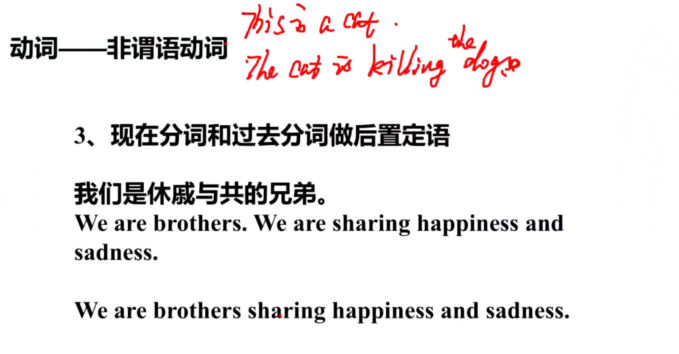 This is a cat.
动词——非谓语动词
The cat is killing the dog
3、现在分词和过去分词做后置定语
我们是休戚与共的兄弟。
We are brothers. We are sharing happiness and
sadness.
We are brothers sharing happiness and sadness.